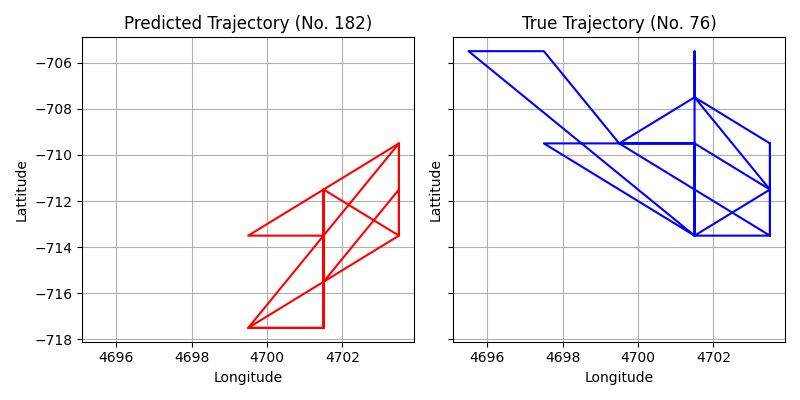 Predicted Trajectory (No. 182)
True Trajectory (No. 76)
Lattitude
−706
−708
−710
−712
−714
−716
−718
4696
4698
4700
4702
Longitude
Lattitude
4696
4698
4700
4702
Longitude